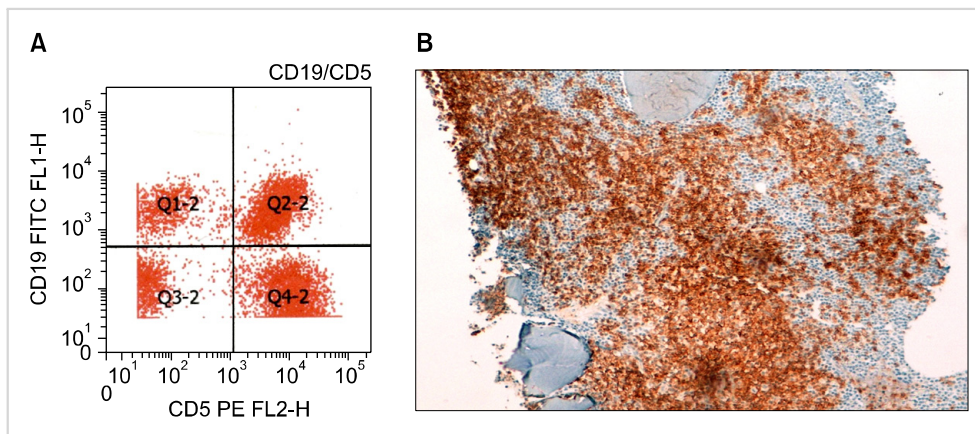 A
B
CD19/CD5
CD19 FITC FL1-H
10^5
10^4
10^3
10^2
10^1
0
Q1-2
Q2-2
Q3-2
Q4-2
10^1
10^2
10^3
10^4
10^5
0
CD5 PE FL2-H